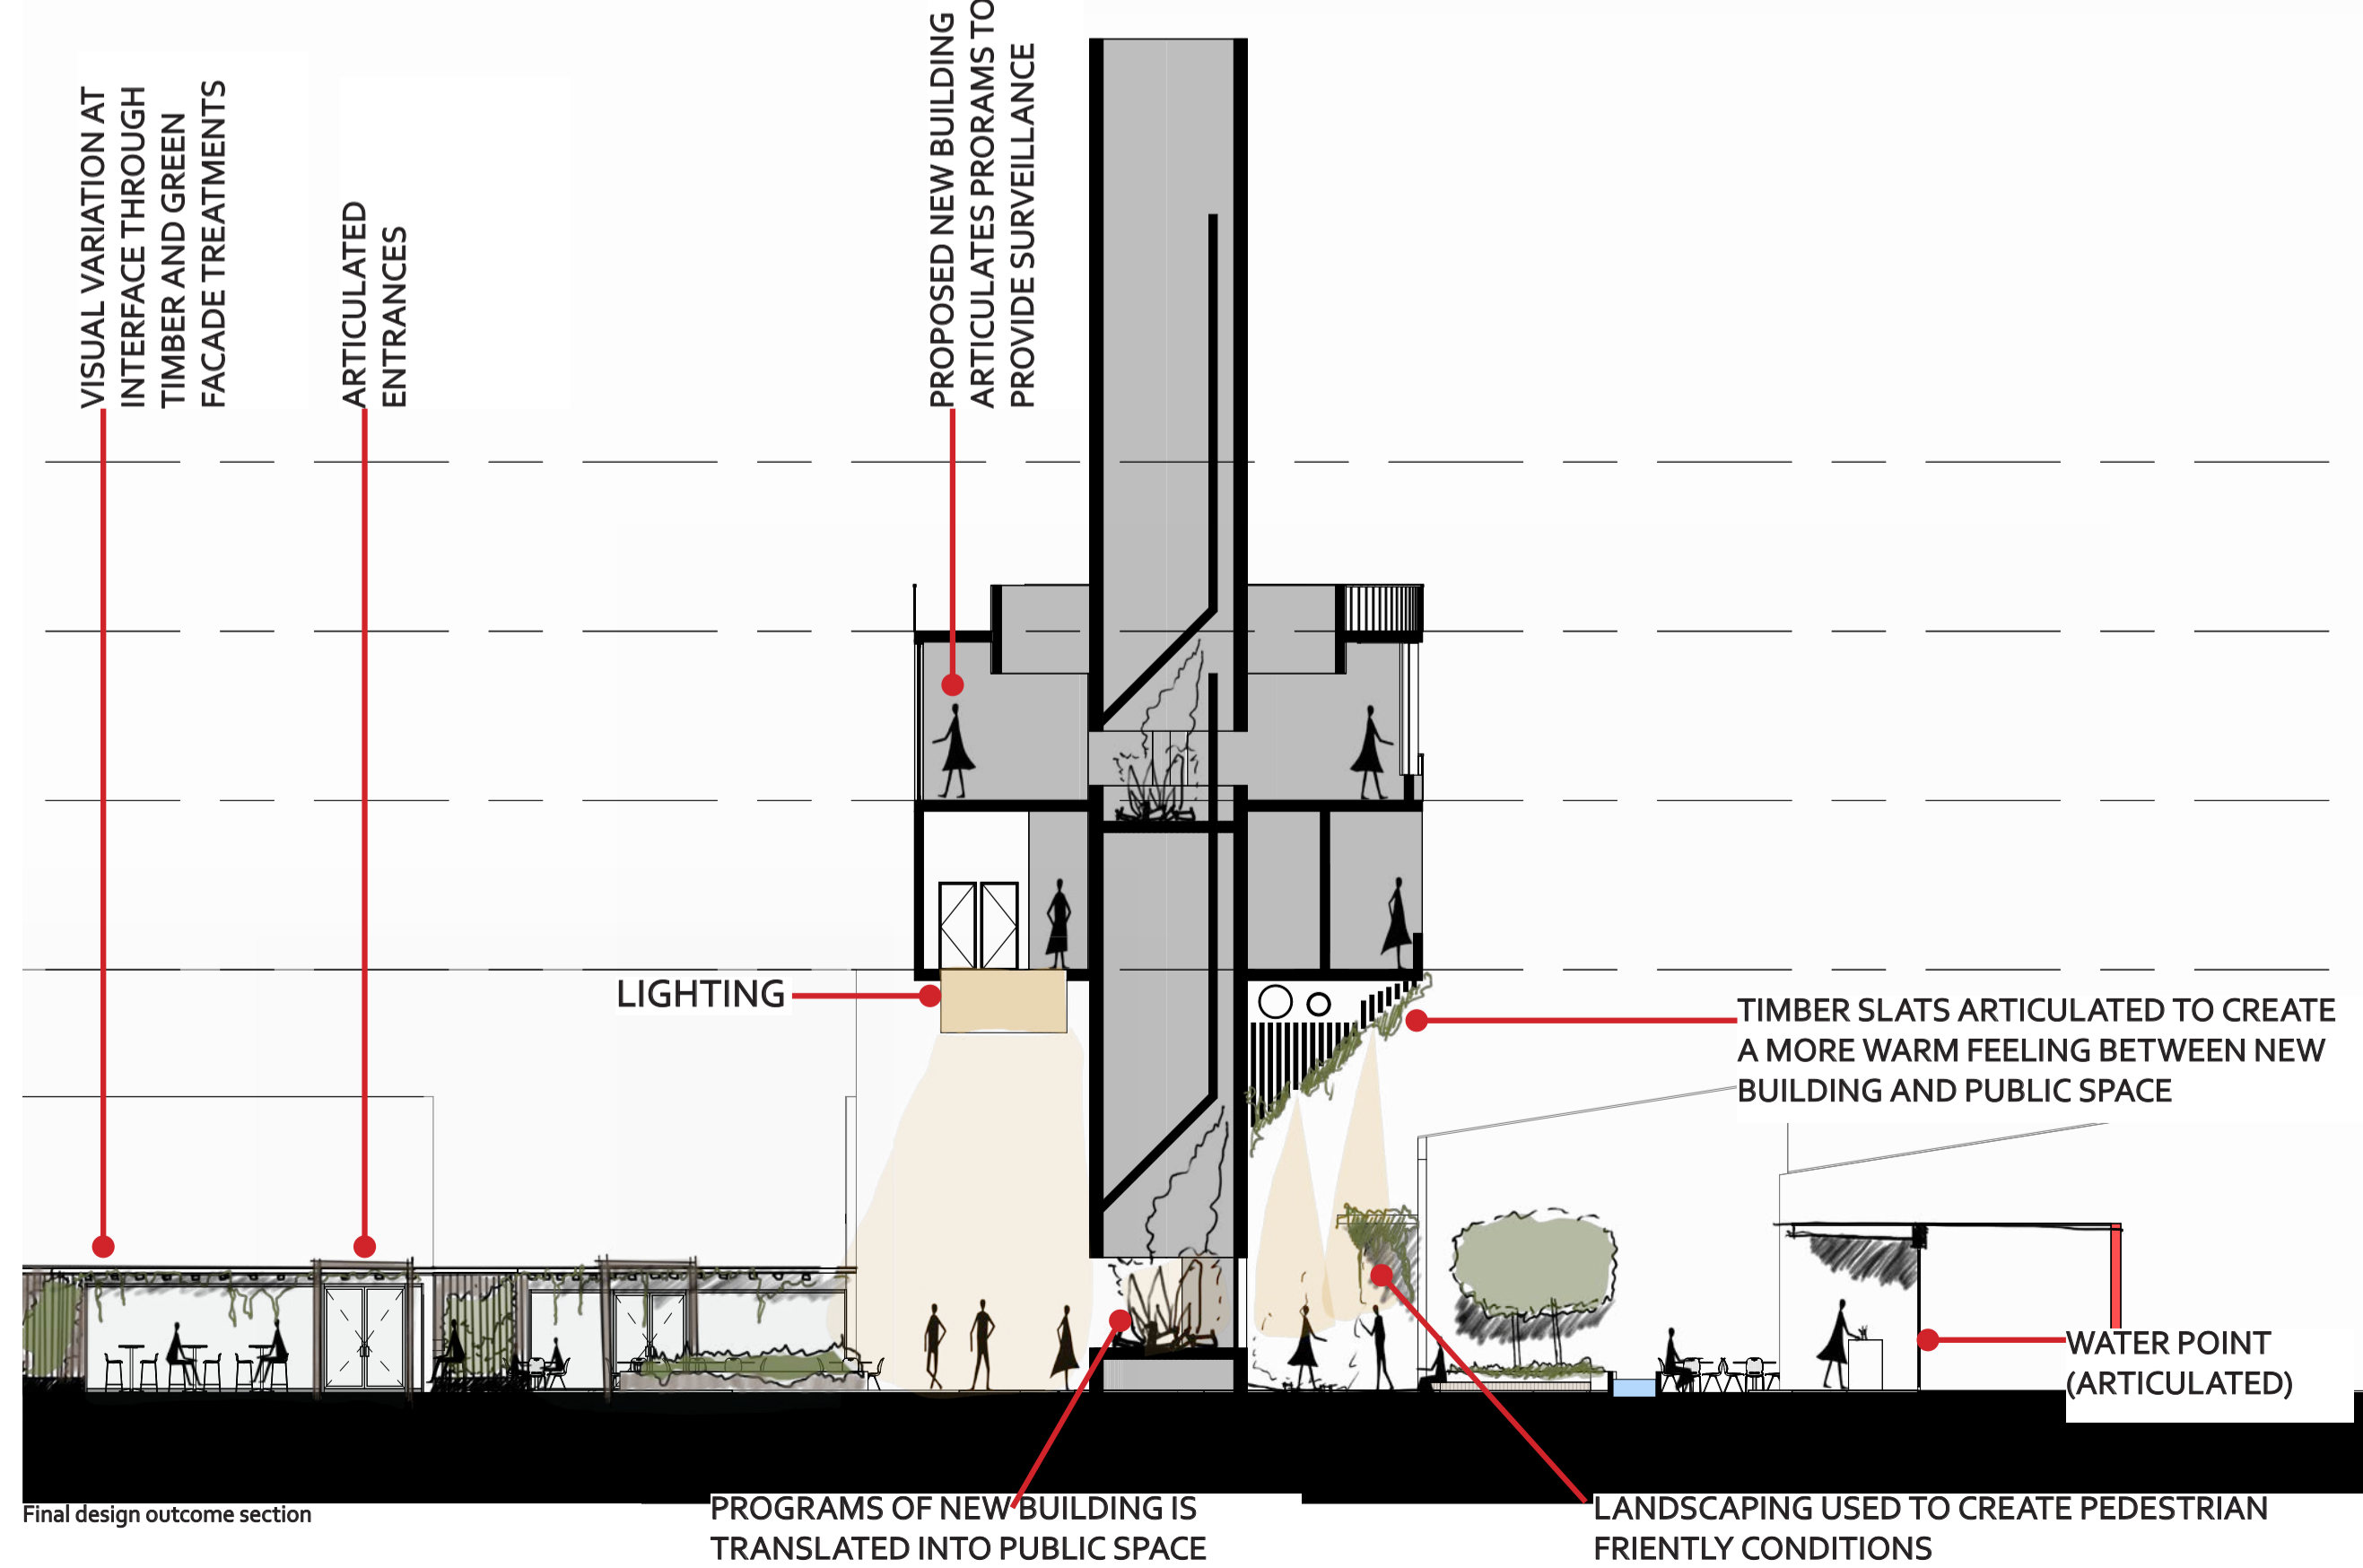 VISUAL VARIATION AT
INTERFACE THROUGH
TIMBER AND GREEN
FACADE TREATMENTS
ARTICULATED
ENTRANCES
PROPOSED NEW BUILDING
ARTICULATES PRORAMS TO
PROVIDE SURVEILLANCE
LIGHTING
TIMBER SLATS ARTICULATED TO CREATE
A MORE WARM FEELING BETWEEN NEW
BUILDING AND PUBLIC SPACE
WATER POINT
(ARTICULATED)
Final design outcome section
PROGRAMS OF NEW BUILDING IS
TRANSLATED INTO PUBLIC SPACE
LANDSCAPING USED TO CREATE PEDESTRIAN
FRIENTLY CONDITIONS